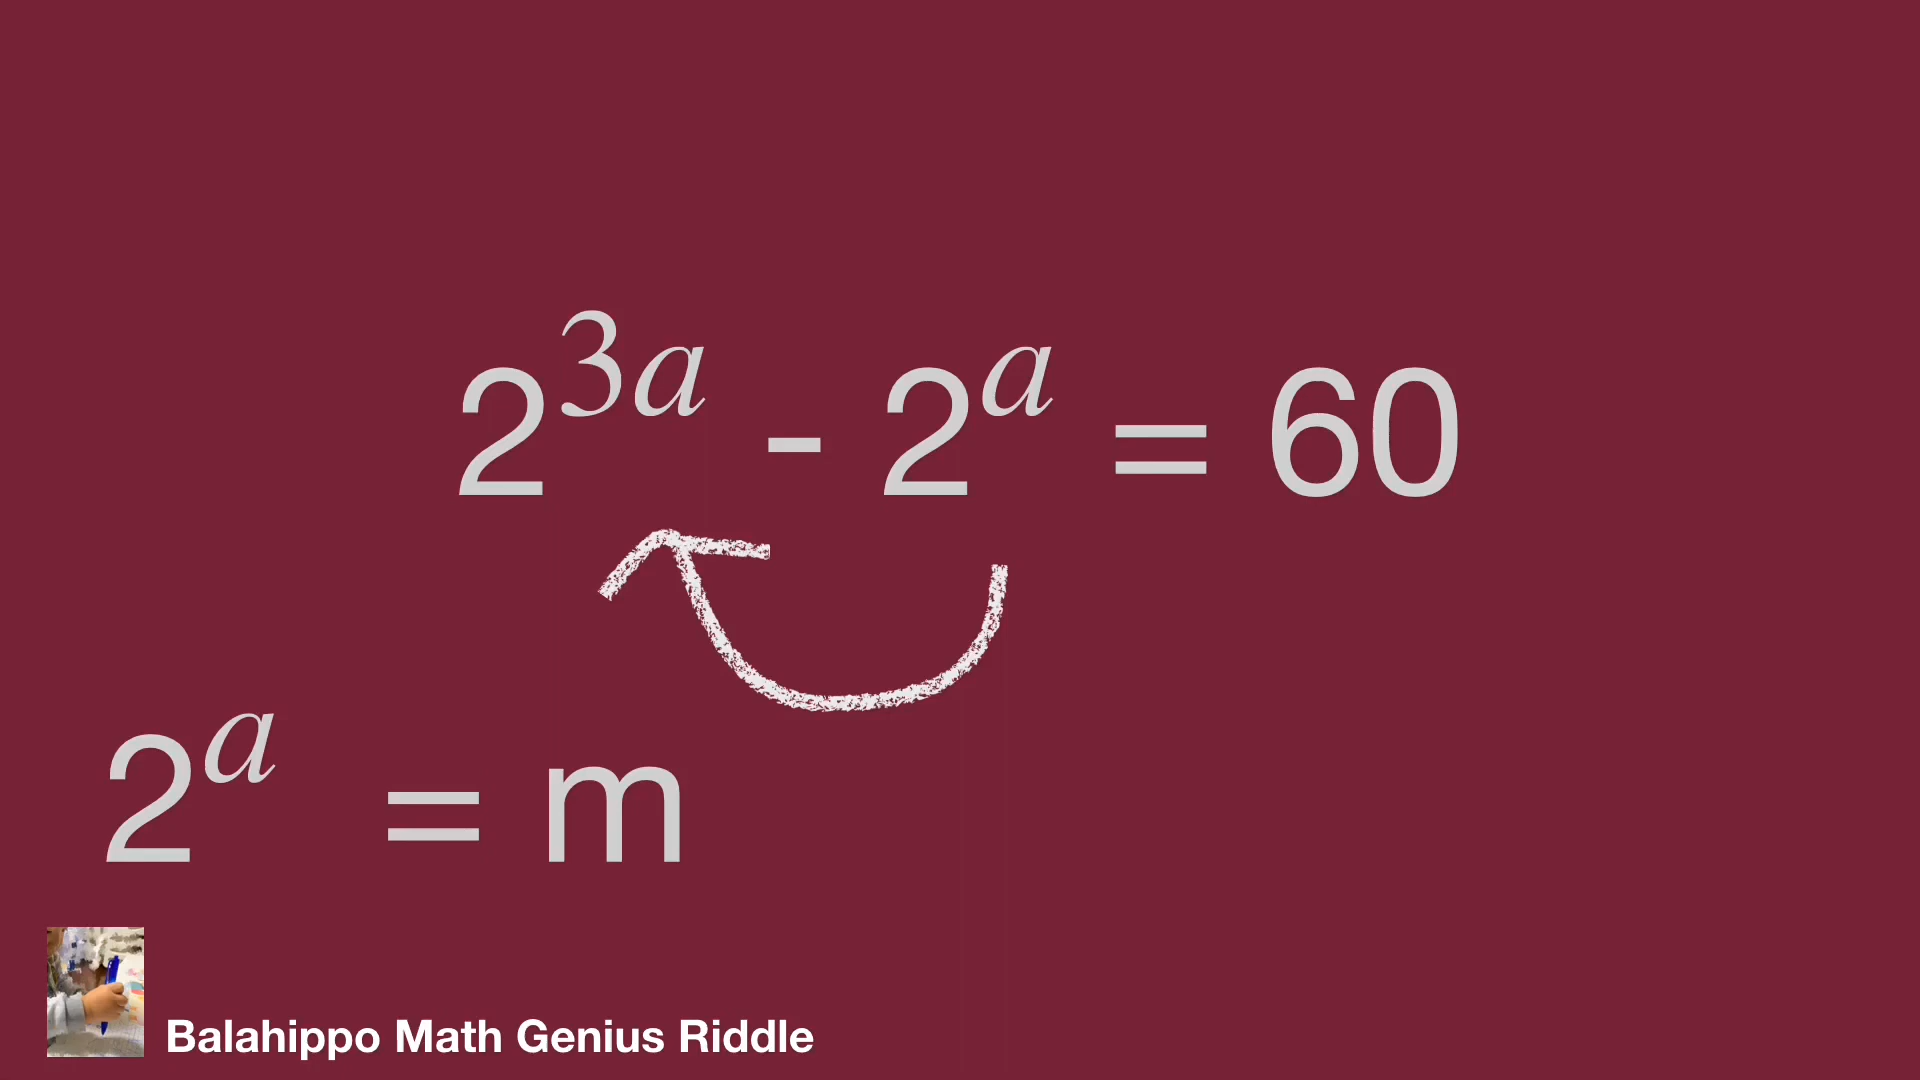 2^{3a} - 2^{a} = 60
2^{a} = m
Balahippo Math Genius Riddle